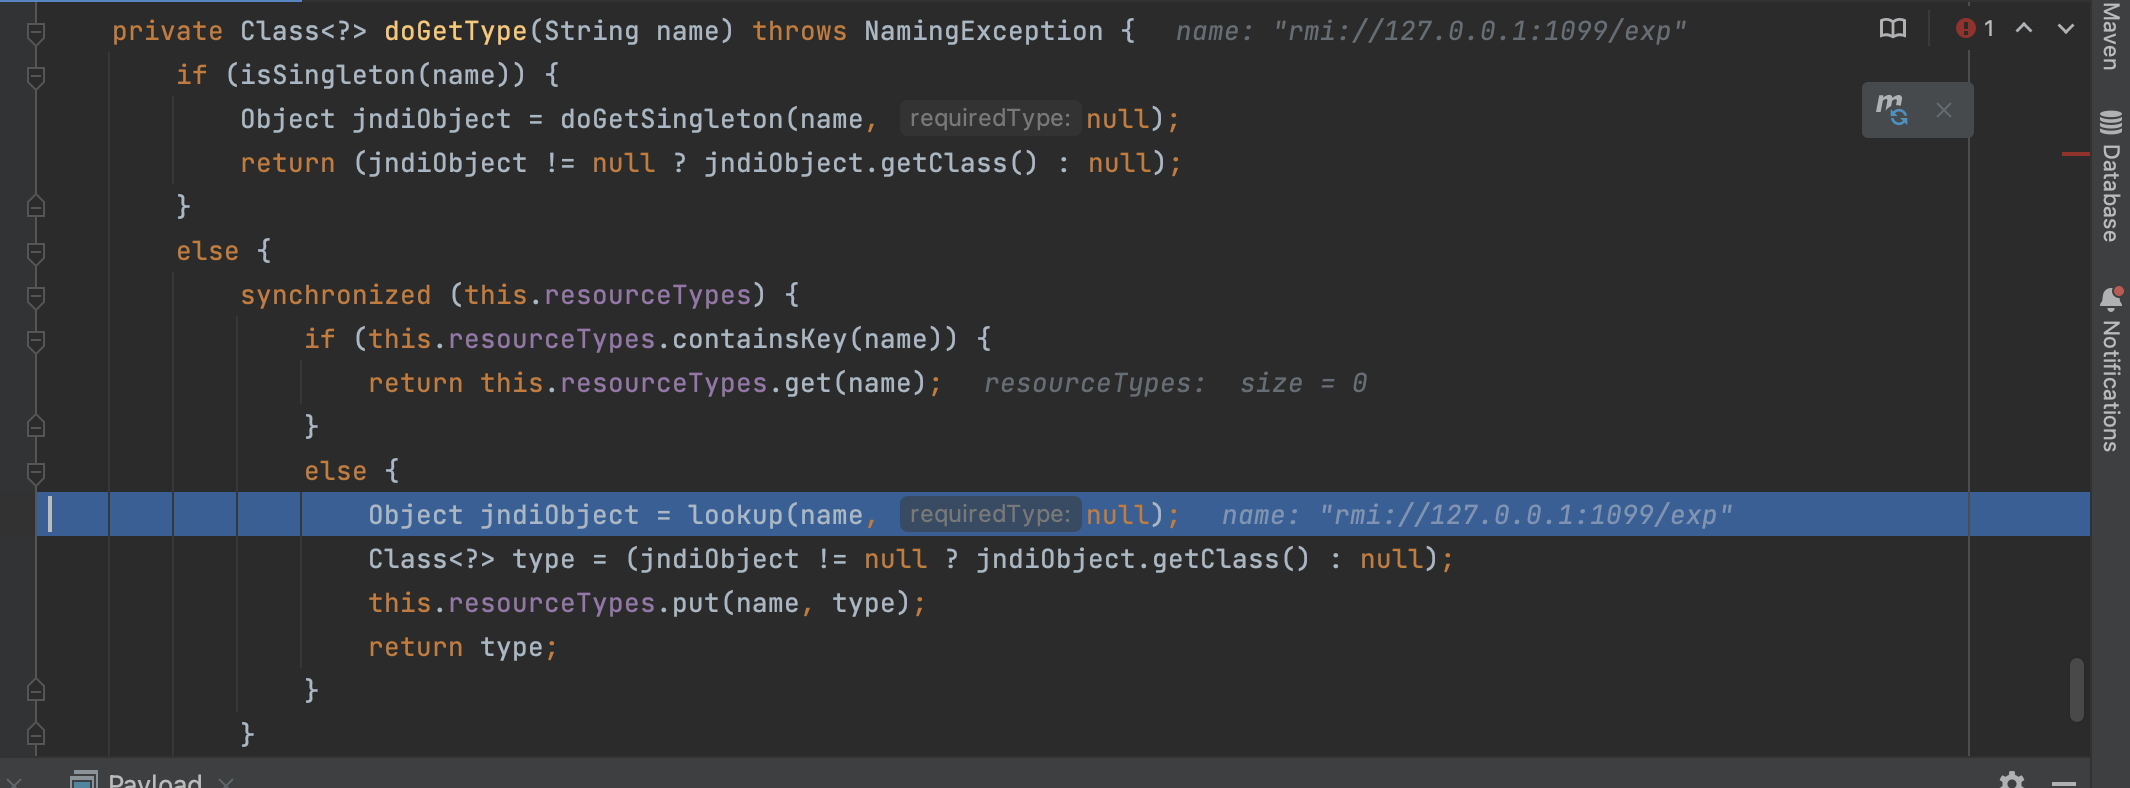 private Class<?> doGetType(String name) throws NamingException {   name: "rmi://127.0.0.1:1099/exp"
1
    if (isSingleton(name)) {
        Object jndiObject = doGetSingleton(name, requiredType: null);
        return (jndiObject != null ? jndiObject.getClass() : null);
    }
    else {
        synchronized (this.resourceTypes) {
            if (this.resourceTypes.containsKey(name)) {
                return this.resourceTypes.get(name);   resourceTypes:  size = 0
            }
            else {
                Object jndiObject = lookup(name, requiredType: null);   name: "rmi://127.0.0.1:1099/exp"
                Class<?> type = (jndiObject != null ? jndiObject.getClass() : null);
                this.resourceTypes.put(name, type);
                return type;
            }
        }
Maven
Database
Notifications
Payload